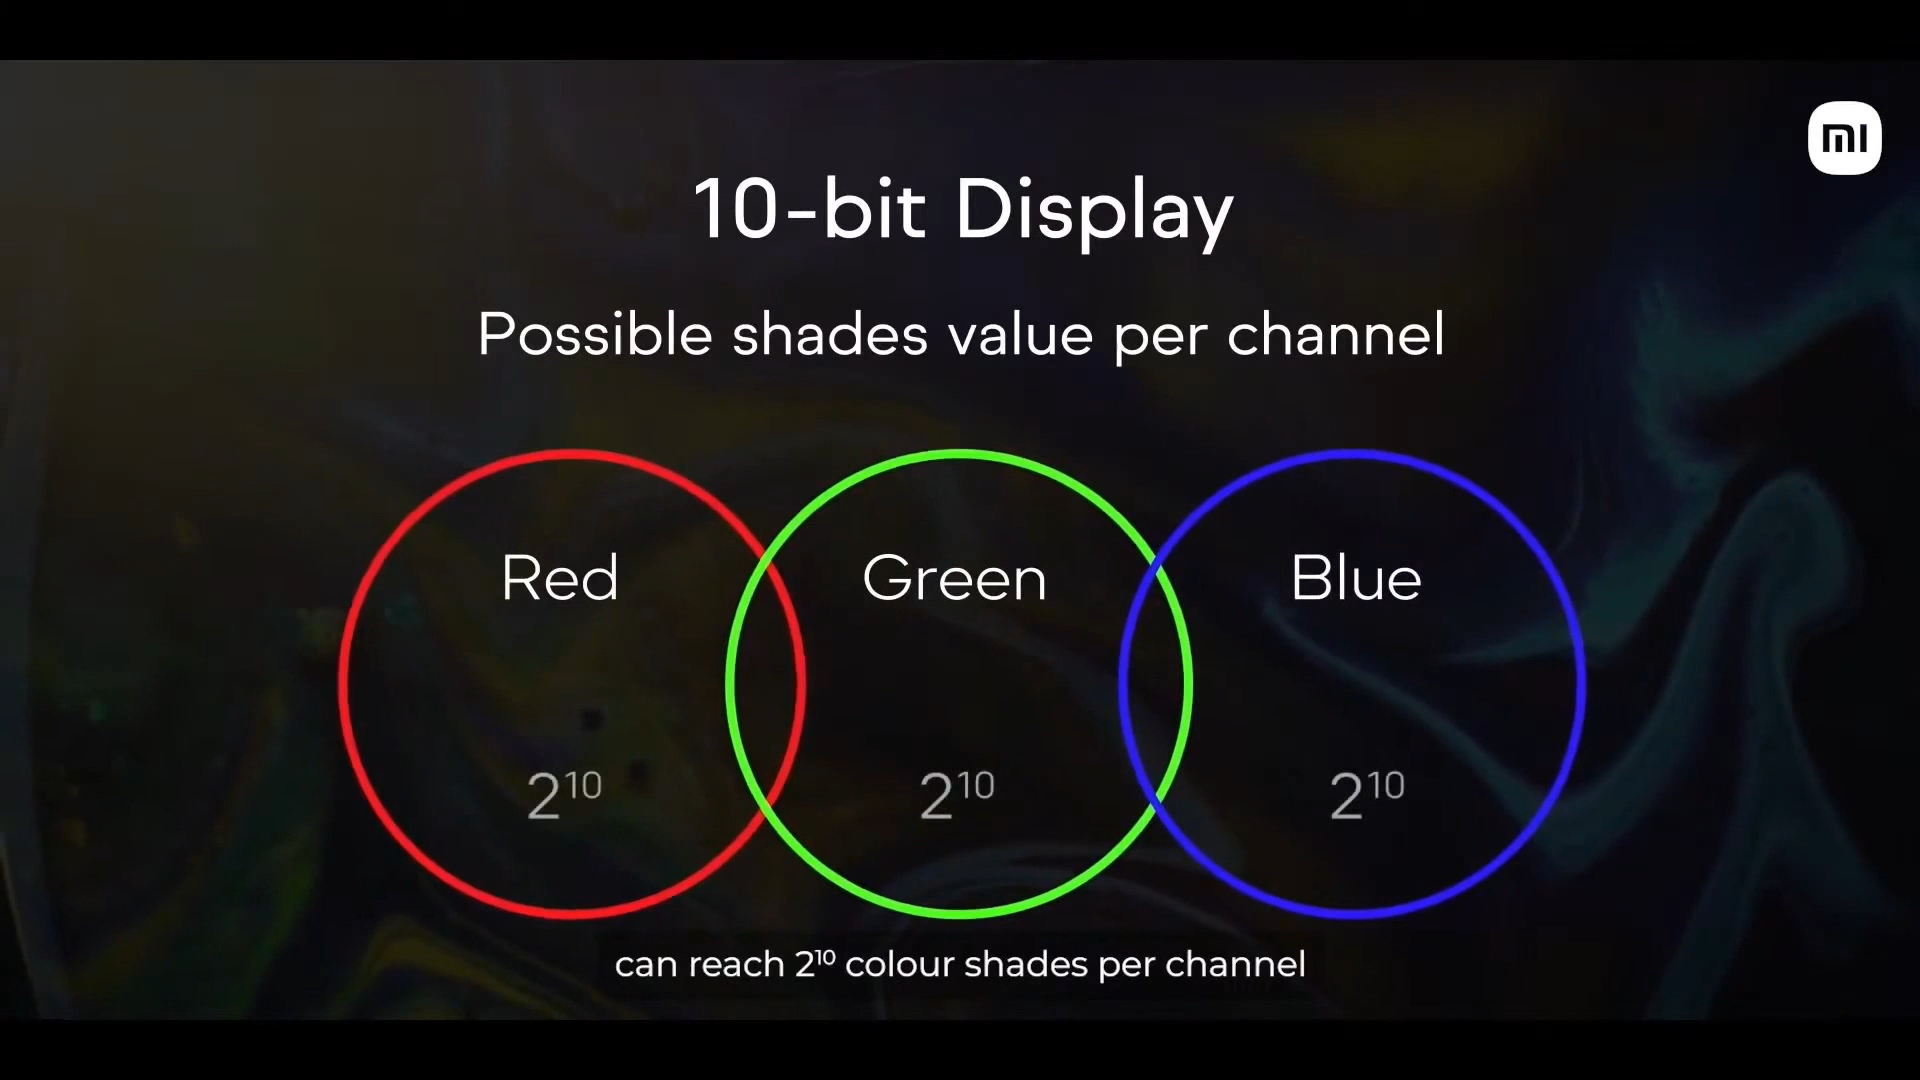 mi
10-bit Display
Possible shades value per channel
Red Green Blue
2¹⁰ 2¹⁰ 2¹⁰
can reach 2¹⁰ colour shades per channel